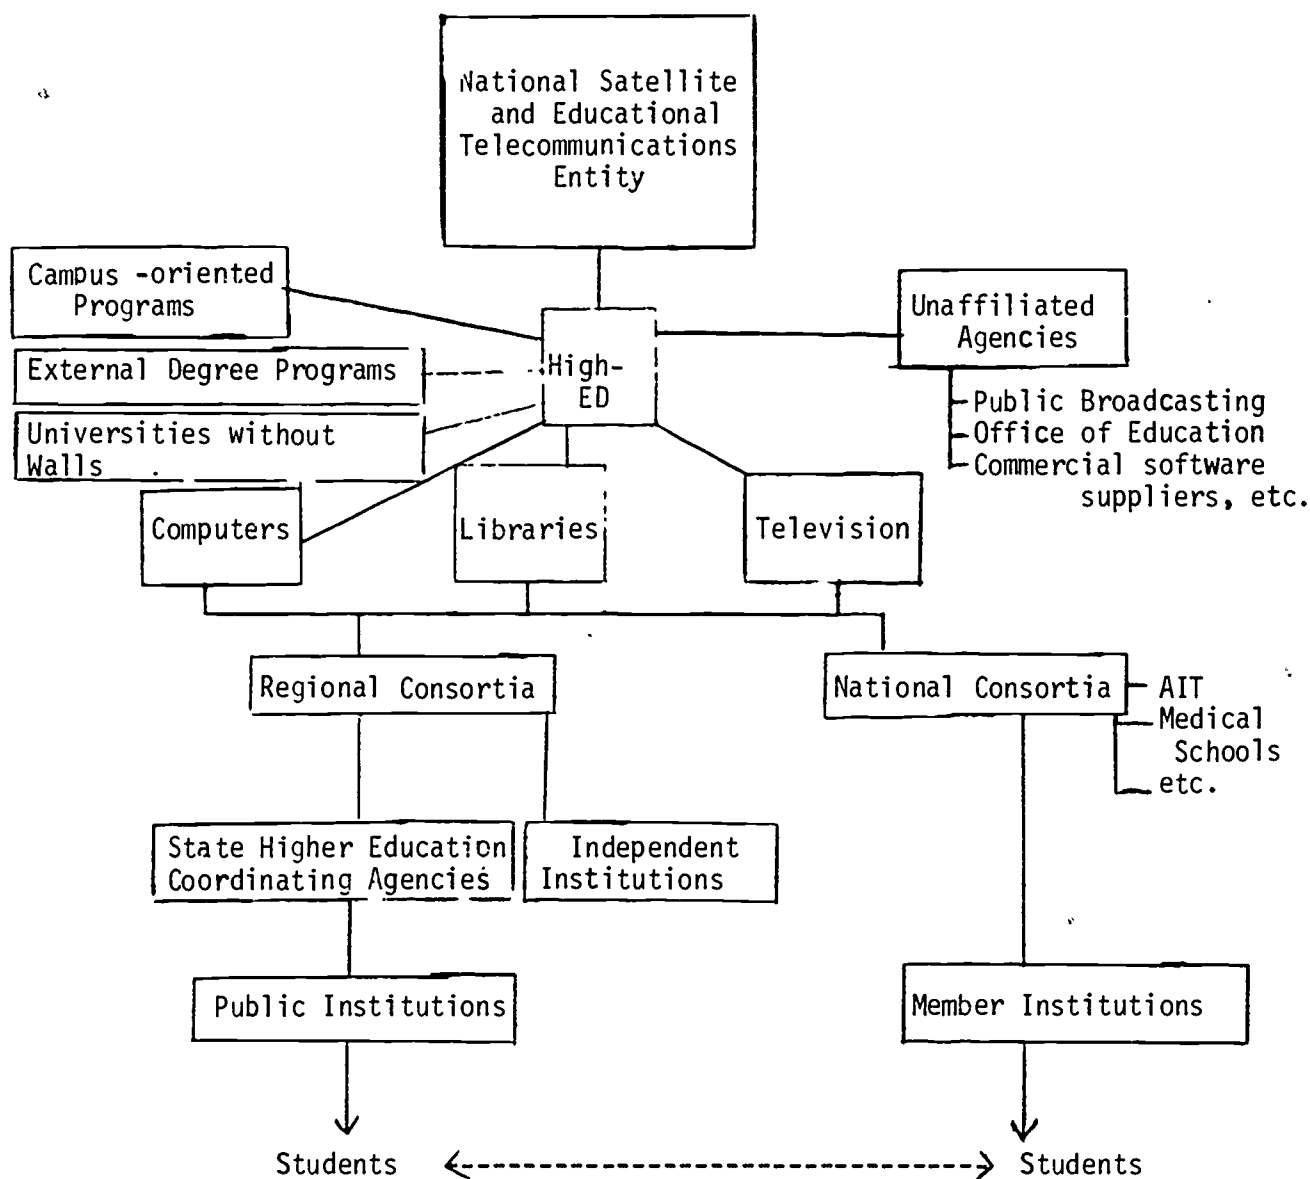 National Satellite
and Educational
Telecommunications
Entity
Campus -oriented
Programs
External Degree Programs
Universities without
Walls
High-
ED
Unaffiliated
Agencies
Public Broadcasting
Office of Education
Commercial software
suppliers, etc.
Computers
Libraries
Television
Regional Consortia
National Consortia
AIT
Medical
Schools
etc.
State Higher Education
Coordinating Agencies
Independent
Institutions
Public Institutions
Member Institutions
Students
Students